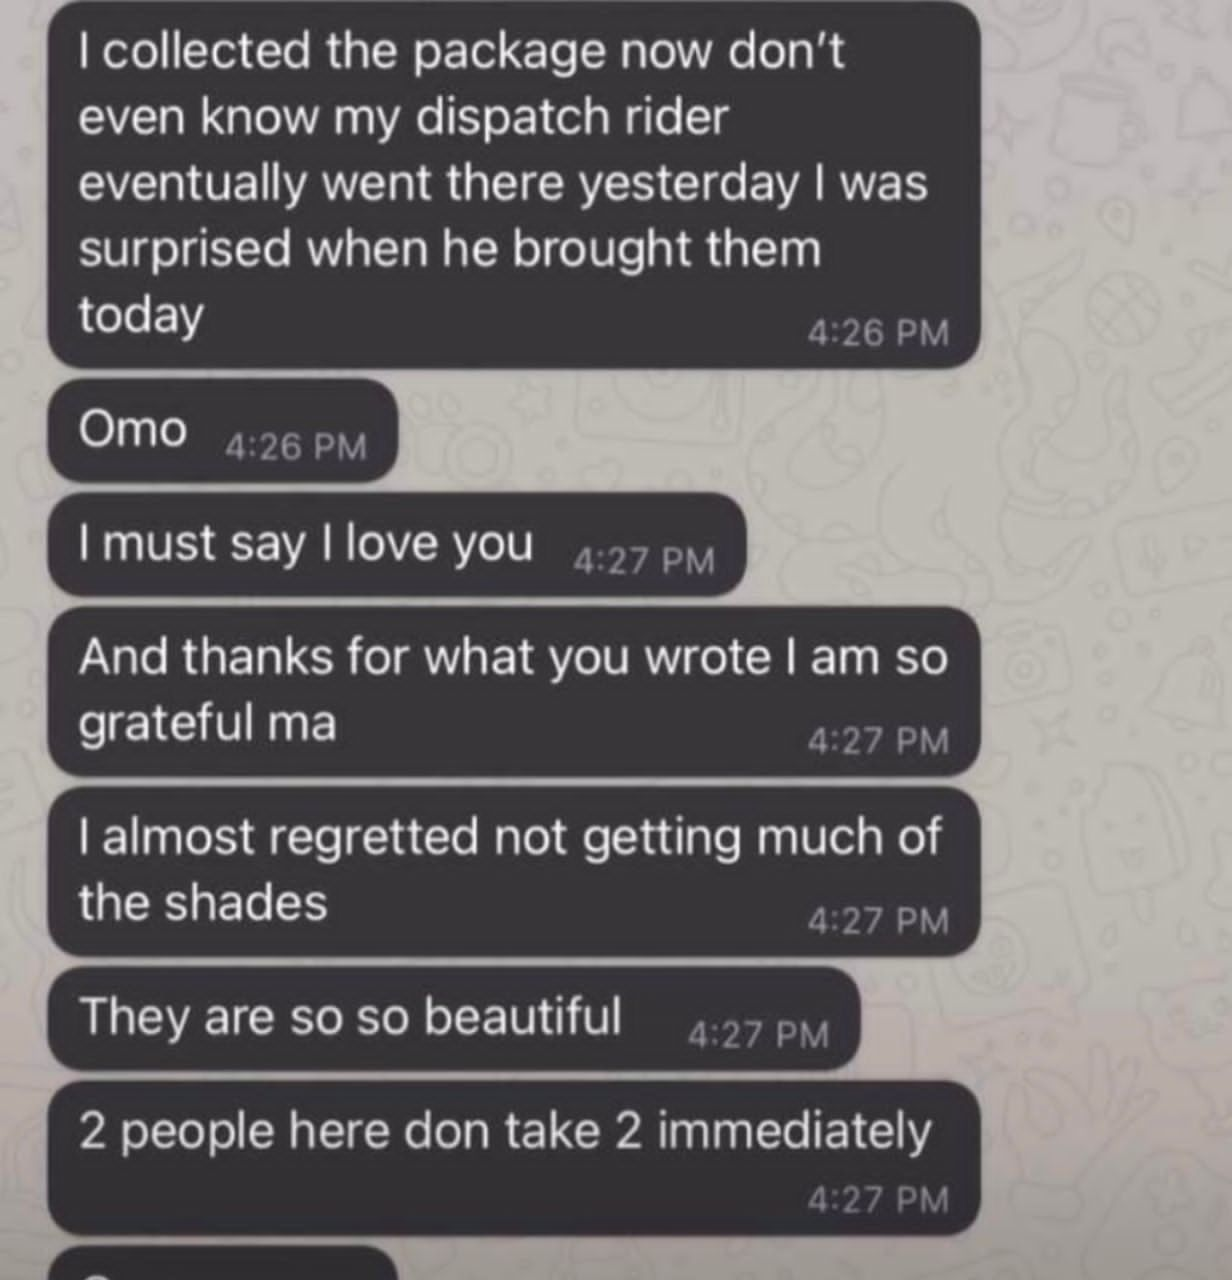 I collected the package now don’t
even know my dispatch rider
eventually went there yesterday I was
surprised when he brought them
today
4:26 PM
Omo 4:26 PM
I must say I love you 4:27 PM
And thanks for what you wrote I am so
grateful ma
4:27 PM
I almost regretted not getting much of
the shades
4:27 PM
They are so so beautiful 4:27 PM
2 people here don take 2 immediately
4:27 PM